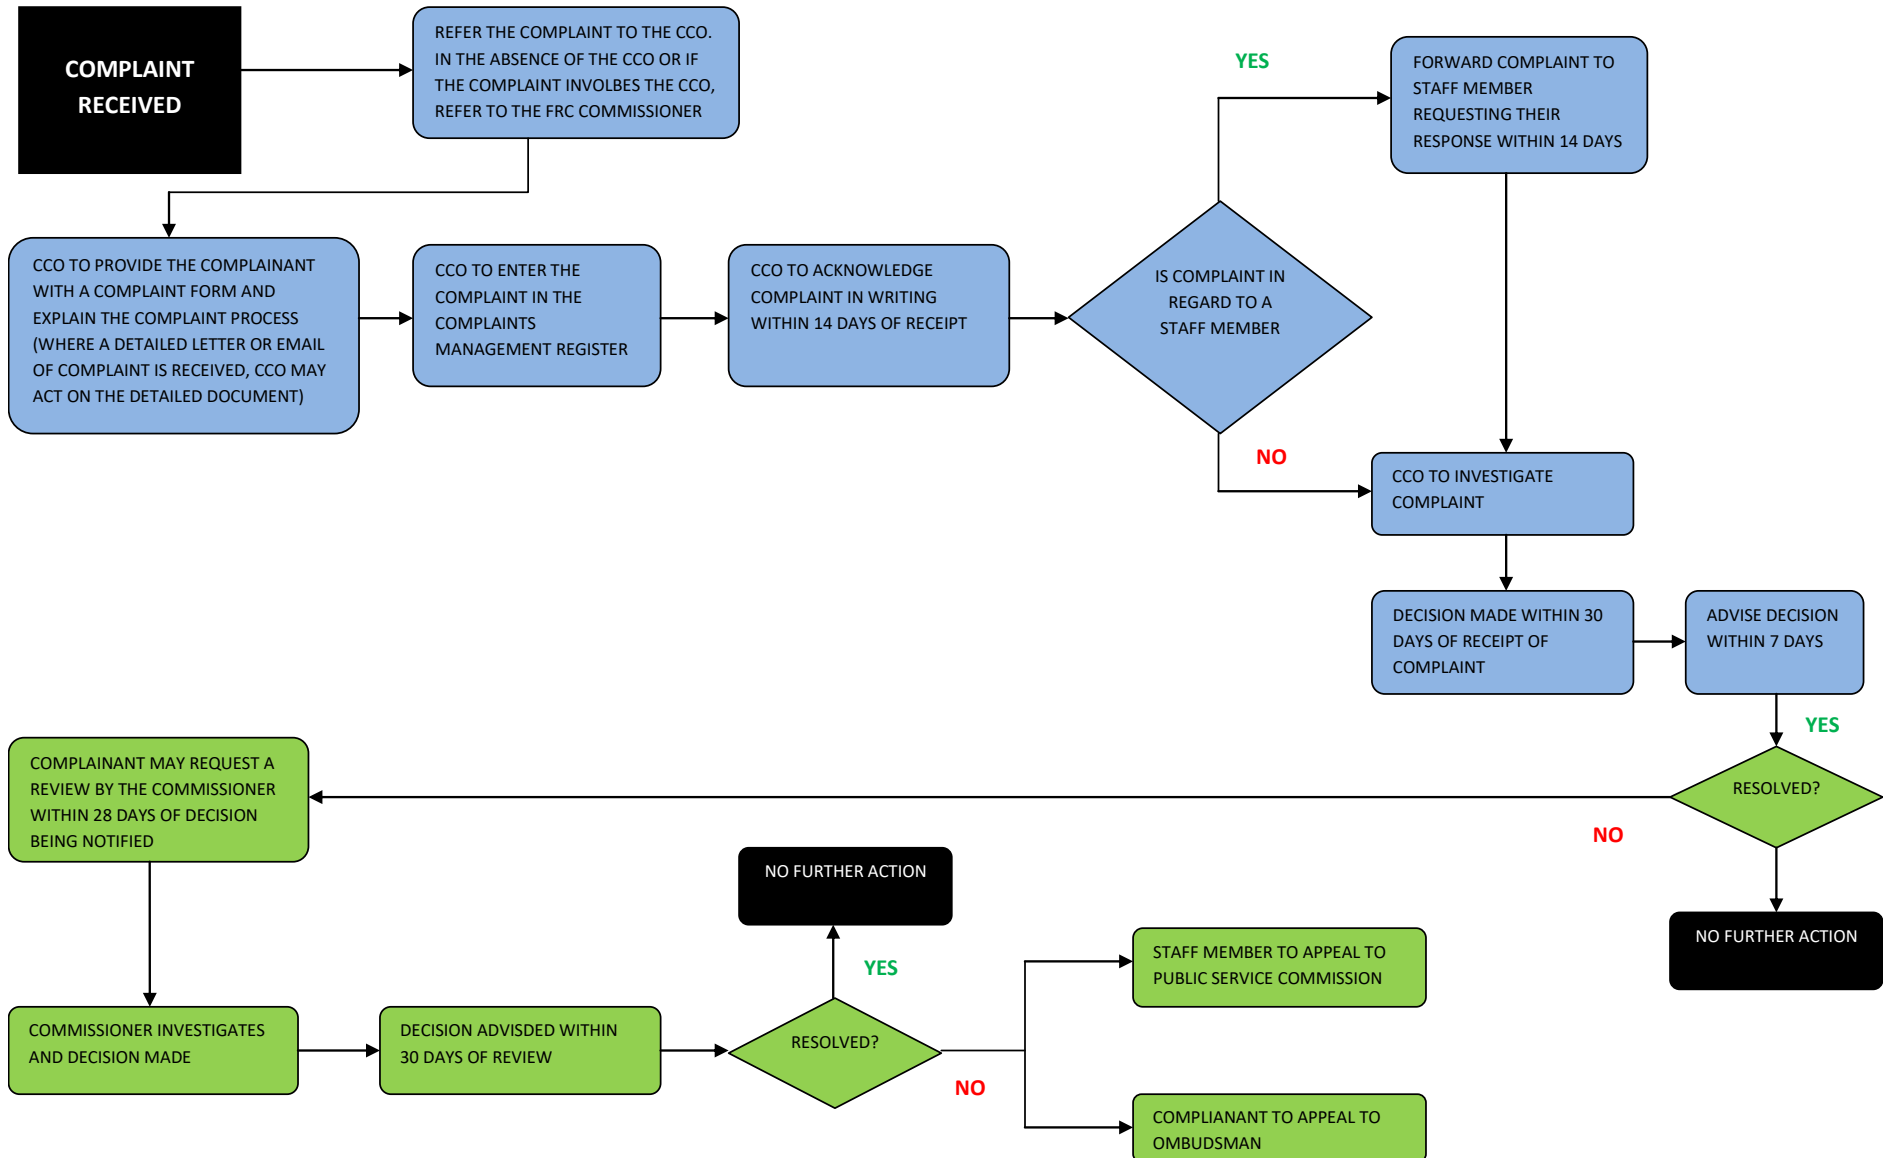 COMPLAINT
RECEIVED
REFER THE COMPLAINT TO THE CCO.
IN THE ABSENCE OF THE CCO OR IF
THE COMPLAINT INVOLBES THE CCO,
REFER TO THE FRC COMMISSIONER
YES
FORWARD COMPLAINT TO
STAFF MEMBER
REQUESTING THEIR
RESPONSE WITHIN 14 DAYS
CCO TO PROVIDE THE COMPLAINANT
WITH A COMPLAINT FORM AND
EXPLAIN THE COMPLAINT PROCESS
(WHERE A DETAILED LETTER OR EMAIL
OF COMPLAINT IS RECEIVED, CCO MAY
ACT ON THE DETAILED DOCUMENT)
CCO TO ENTER THE
COMPLAINT IN THE
COMPLAINTS
MANAGEMENT REGISTER
CCO TO ACKNOWLEDGE
COMPLAINT IN WRITING
WITHIN 14 DAYS OF RECEIPT
IS COMPLAINT IN
REGARD TO A
STAFF MEMBER
NO
CCO TO INVESTIGATE
COMPLAINT
DECISION MADE WITHIN 30
DAYS OF RECEIPT OF
COMPLAINT
ADVISE DECISION
WITHIN 7 DAYS
YES
RESOLVED?
NO
NO FURTHER ACTION
COMPLAINANT MAY REQUEST A
REVIEW BY THE COMMISSIONER
WITHIN 28 DAYS OF DECISION
BEING NOTIFIED
COMMISSIONER INVESTIGATES
AND DECISION MADE
DECISION ADVISDED WITHIN
30 DAYS OF REVIEW
RESOLVED?
YES
NO FURTHER ACTION
NO
STAFF MEMBER TO APPEAL TO
PUBLIC SERVICE COMMISSION
COMPLIANANT TO APPEAL TO
OMBUDSMAN